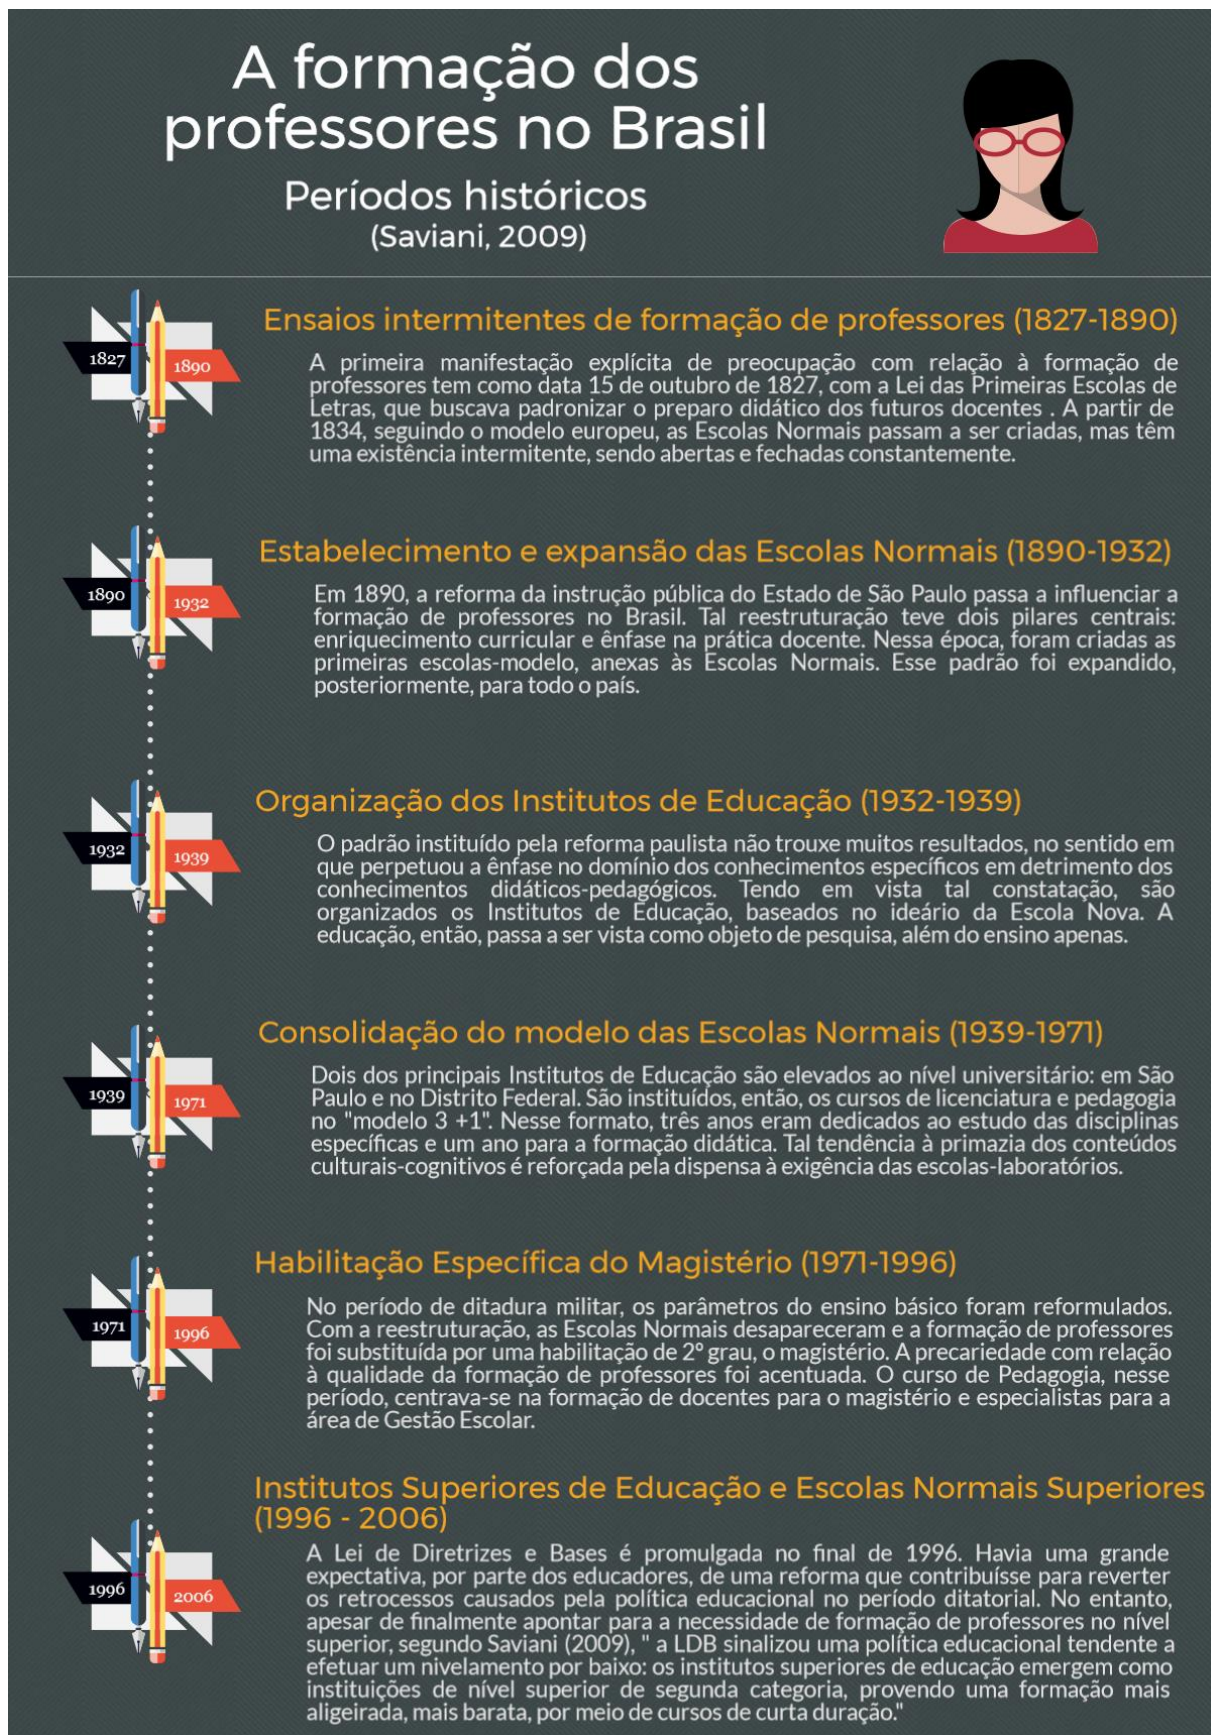 A formação dos
professores no Brasil
Períodos históricos
(Saviani, 2009)
1827
1890
Ensaios intermitentes de formação de professores (1827-1890)
A primeira manifestação explícita de preocupação com relação à formação de
professores tem como data 15 de outubro de 1827, com a Lei das Primeiras Escolas de
Letras, que buscava padronizar o preparo didático dos futuros docentes . A partir de
1834, seguindo o modelo europeu, as Escolas Normais passam a ser criadas, mas têm
uma existência intermitente, sendo abertas e fechadas constantemente.
1890
1932
Estabelecimento e expansão das Escolas Normais (1890-1932)
Em 1890, a reforma da instrução pública do Estado de São Paulo passa a influenciar a
formação de professores no Brasil. Tal reestruturação teve dois pilares centrais:
enriquecimento curricular e ênfase na prática docente. Nessa época, foram criadas as
primeiras escolas-modelo, anexas às Escolas Normais. Esse padrão foi expandido,
posteriormente, para todo o país.
1932
1939
Organização dos Institutos de Educação (1932-1939)
O padrão instituído pela reforma paulista não trouxe muitos resultados, no sentido em
que perpetuou a ênfase no domínio dos conhecimentos específicos em detrimento dos
conhecimentos didáticos-pedagógicos. Tendo em vista tal constatação, são
organizados os Institutos de Educação, baseados no ideário da Escola Nova. A
educação, então, passa a ser vista como objeto de pesquisa, além do ensino apenas.
1939
1971
Consolidação do modelo das Escolas Normais (1939-1971)
Dois dos principais Institutos de Educação são elevados ao nível universitário: em São
Paulo e no Distrito Federal. São instituídos, então, os cursos de licenciatura e pedagogia
no "modelo 3 +1". Nesse formato, três anos eram dedicados ao estudo das disciplinas
específicas e um ano para a formação didática. Tal tendência à primazia dos conteúdos
culturais-cognitivos é reforçada pela dispensa à exigência das escolas-laboratórios.
1971
1996
Habilitação Específica do Magistério (1971-1996)
No período de ditadura militar, os parâmetros do ensino básico foram reformulados.
Com a reestruturação, as Escolas Normais desapareceram e a formação de professores
foi substituída por uma habilitação de 2º grau, o magistério. A precariedade com relação
à qualidade da formação de professores foi acentuada. O curso de Pedagogia, nesse
período, centrava-se na formação de docentes para o magistério e especialistas para a
área de Gestão Escolar.
1996
2006
Institutos Superiores de Educação e Escolas Normais Superiores
(1996 - 2006)
A Lei de Diretrizes e Bases é promulgada no final de 1996. Havia uma grande
expectativa, por parte dos educadores, de uma reforma que contribuísse para reverter
os retrocessos causados pela política educacional no período ditatorial. No entanto,
apesar de finalmente apontar para a necessidade de formação de professores no nível
superior, segundo Saviani (2009), " a LDB sinalizou uma política educacional tendente a
efetuar um nivelamento por baixo: os institutos superiores de educação emergem como
instituições de nível superior de segunda categoria, provendo uma formação mais
aligeirada, mais barata, por meio de cursos de curta duração."